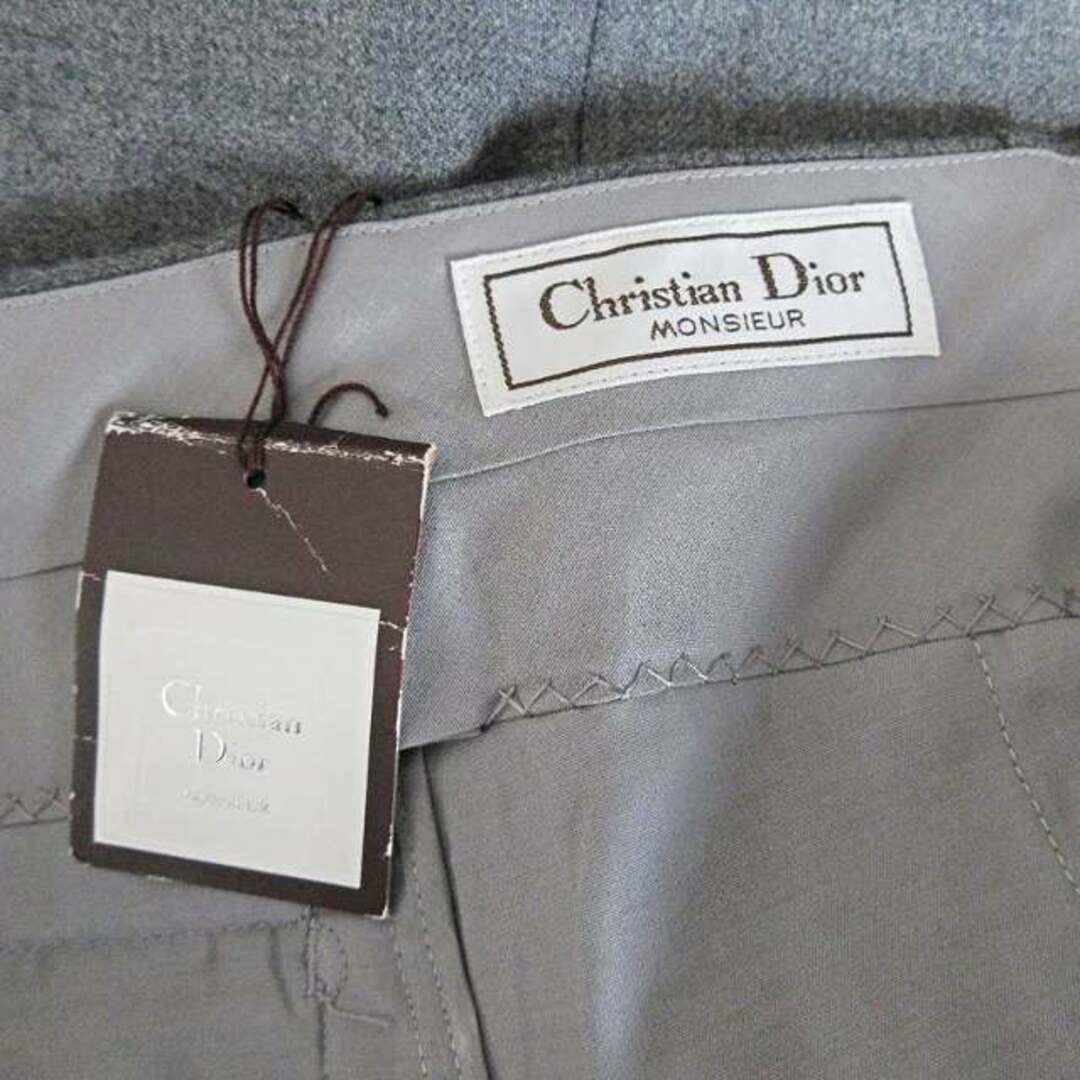 Christian Dior
MONSIEUR
Christian
Dior
MONSIEUR